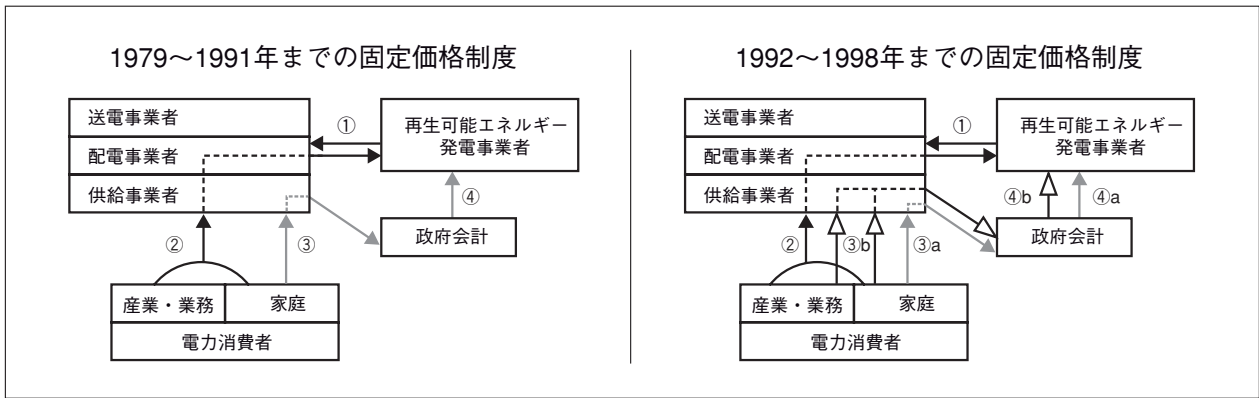 1979～1991年までの固定価格制度
送電事業者
配電事業者
供給事業者
①
再生可能エネルギー
発電事業者
④
政府会計
②
③
産業・業務
家庭
電力消費者
1992～1998年までの固定価格制度
送電事業者
配電事業者
供給事業者
①
再生可能エネルギー
発電事業者
④b
④a
政府会計
②
③b
③a
産業・業務
家庭
電力消費者